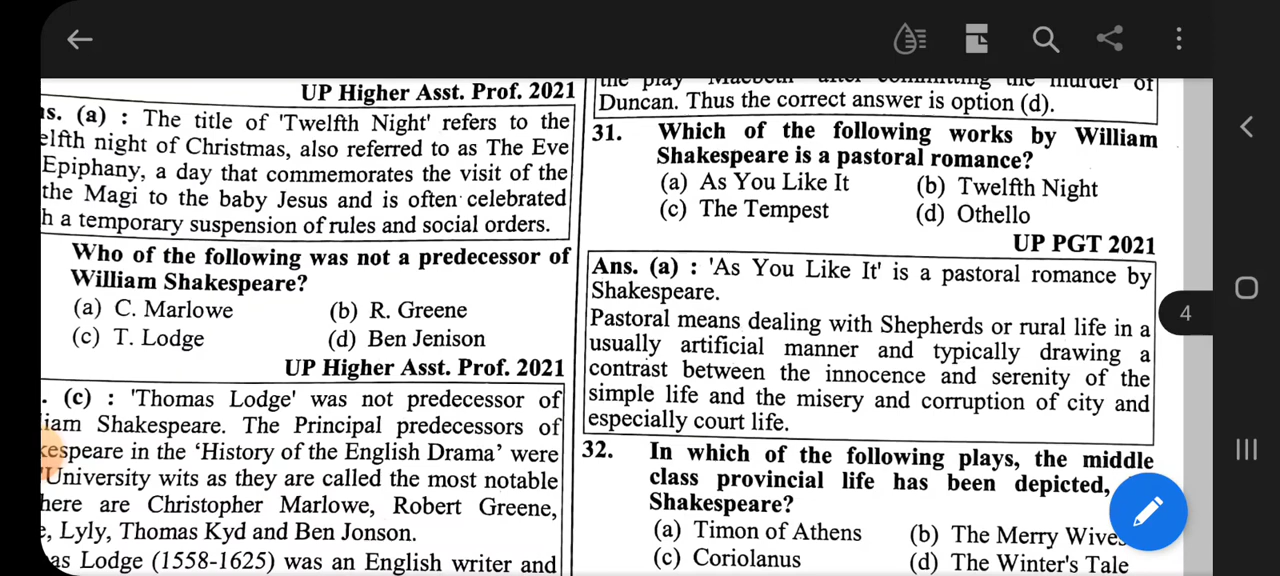 UP Higher Asst. Prof. 2021
s. (a) : The title of 'Twelfth Night' refers to the
elfth night of Christmas, also referred to as The Eve
Epiphany, a day that commemorates the visit of the
the Magi to the baby Jesus and is often celebrated
h a temporary suspension of rules and social orders.
Who of the following was not a predecessor of
William Shakespeare?
(a) C. Marlowe (b) R. Greene
(c) T. Lodge (d) Ben Jenison
UP Higher Asst. Prof. 2021
. (c) : 'Thomas Lodge' was not predecessor of
liam Shakespeare. The Principal predecessors of
kespeare in the ‘History of the English Drama’ were
University wits as they are called the most notable
here are Christopher Marlowe, Robert Greene,
e, Lyly, Thomas Kyd and Ben Jonson.
as Lodge (1558-1625) was an English writer and
the play 'Macbeth' after committing the murder of
Duncan. Thus the correct answer is option (d).
31. Which of the following works by William
Shakespeare is a pastoral romance?
(a) As You Like It (b) Twelfth Night
(c) The Tempest (d) Othello
UP PGT 2021
Ans. (a) : 'As You Like It' is a pastoral romance by
Shakespeare.
Pastoral means dealing with Shepherds or rural life in a
usually artificial manner and typically drawing a
contrast between the innocence and serenity of the
simple life and the misery and corruption of city and
especially court life.
32. In which of the following plays, the middle
class provincial life has been depicted,
Shakespeare?
(a) Timon of Athens (b) The Merry Wives
(c) Coriolanus (d) The Winter's Tale
4